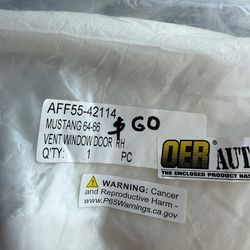 AFF55-42114
MUSTANG 64-66
VENT WINDOW DOOR RH
Q'TY: 1 PC
$ 60
OER AUT
THE ENCLOSED PRODUCT HAS
WARNING: Cancer
and Reproductive Harm -
www.P65Warnings.ca.gov